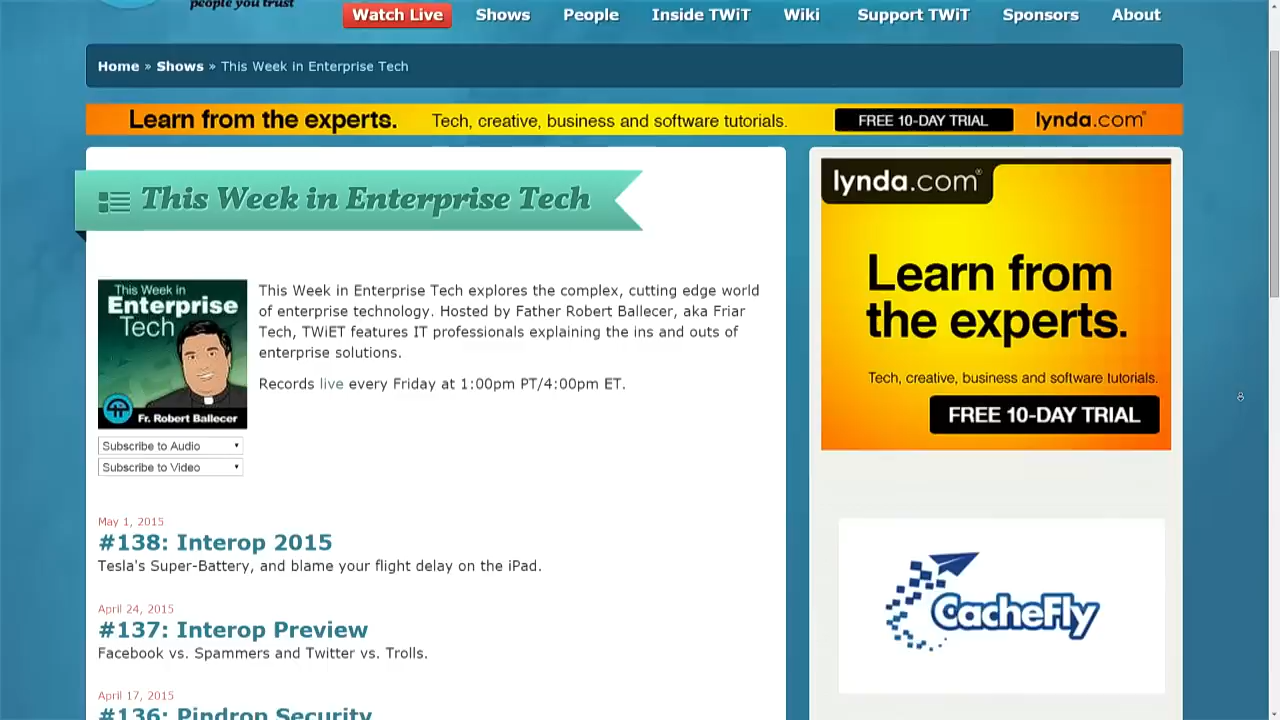 people you trust
Watch Live Shows People Inside TWiT Wiki Support TWiT Sponsors About
Home » Shows » This Week in Enterprise Tech
Learn from the experts. Tech, creative, business and software tutorials. FREE 10-DAY TRIAL lynda.com®
This Week in Enterprise Tech
This Week in
Enterprise
Tech
Fr. Robert Ballecer
This Week in Enterprise Tech explores the complex, cutting edge world
of enterprise technology. Hosted by Father Robert Ballecer, aka Friar
Tech, TWiET features IT professionals explaining the ins and outs of
enterprise solutions.
Records live every Friday at 1:00pm PT/4:00pm ET.
Subscribe to Audio
Subscribe to Video
May 1, 2015
#138: Interop 2015
Tesla's Super-Battery, and blame your flight delay on the iPad.
April 24, 2015
#137: Interop Preview
Facebook vs. Spammers and Twitter vs. Trolls.
April 17, 2015
#136: Pindrop Security
lynda.com®
Learn from
the experts.
Tech, creative, business and software tutorials.
FREE 10-DAY TRIAL
CacheFly